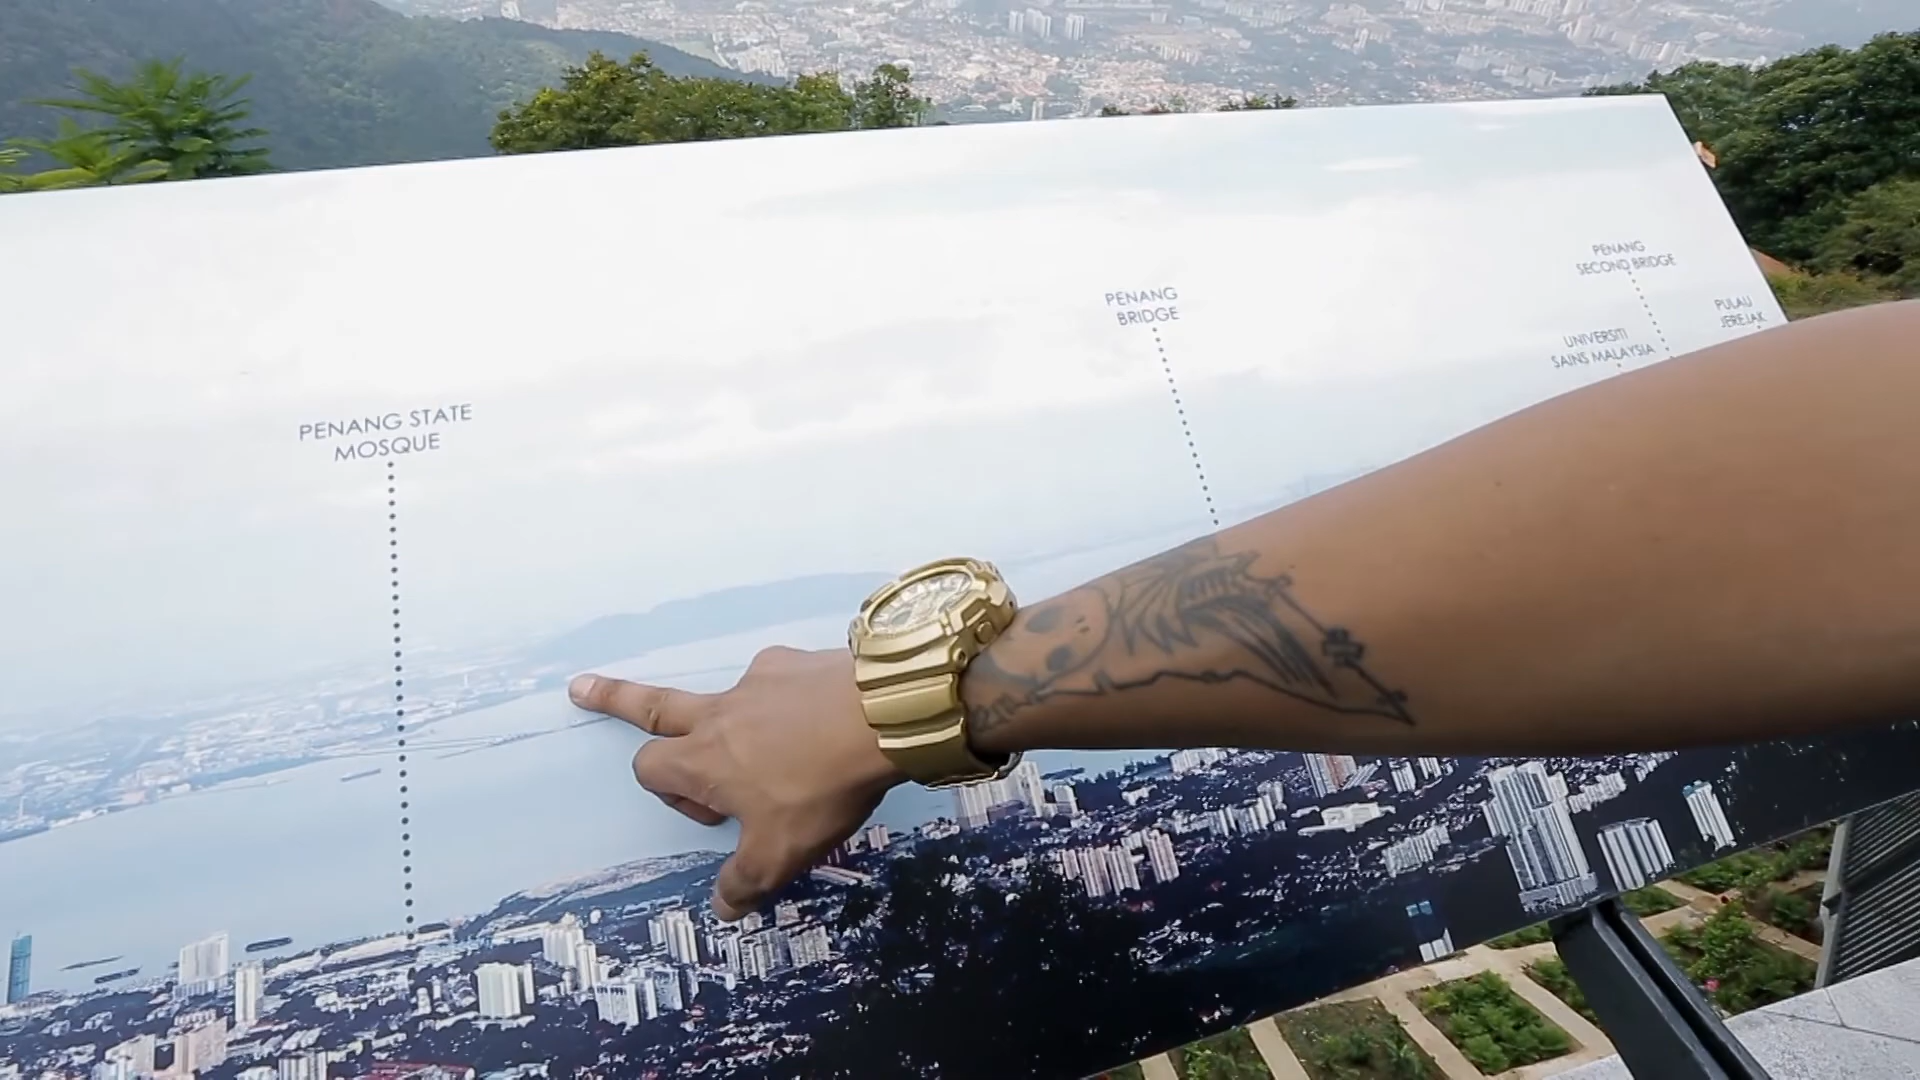 PENANG STATE
MOSQUE
PENANG
BRIDGE
PENANG
SECOND BRIDGE
UNIVERSITI
SAINS MALAYSIA
PULAU
JEREJAK